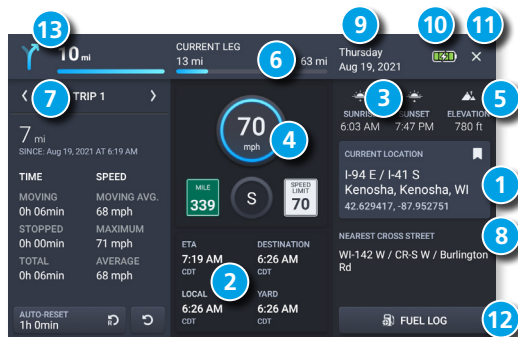 13
9
10
11
10 mi
CURRENT LEG
13 mi
6
63 mi
Thursday
Aug 19, 2021
7
TRIP 1
7 mi
SINCE: Aug 19, 2021 AT 6:19 AM
TIME
SPEED
MOVING
0h 06min
MOVING AVG.
68 mph
STOPPED
0h 00min
MAXIMUM
71 mph
TOTAL
0h 06min
AVERAGE
68 mph
AUTO-RESET
1h 0min
R
70
mph
4
MILE
339
S
SPEED
LIMIT
70
ETA
7:19 AM
CDT
DESTINATION
6:26 AM
CDT
2
LOCAL
6:26 AM
CDT
YARD
6:26 AM
CDT
3
5
SUNRISE
6:03 AM
SUNSET
7:47 PM
ELEVATION
780 ft
CURRENT LOCATION
I-94 E / I-41 S
Kenosha, Kenosha, WI
42.629417,-87.952751
1
NEAREST CROSS STREET
8
WI-142 W / CR-S W / Burlington
Rd
FUEL LOG
12